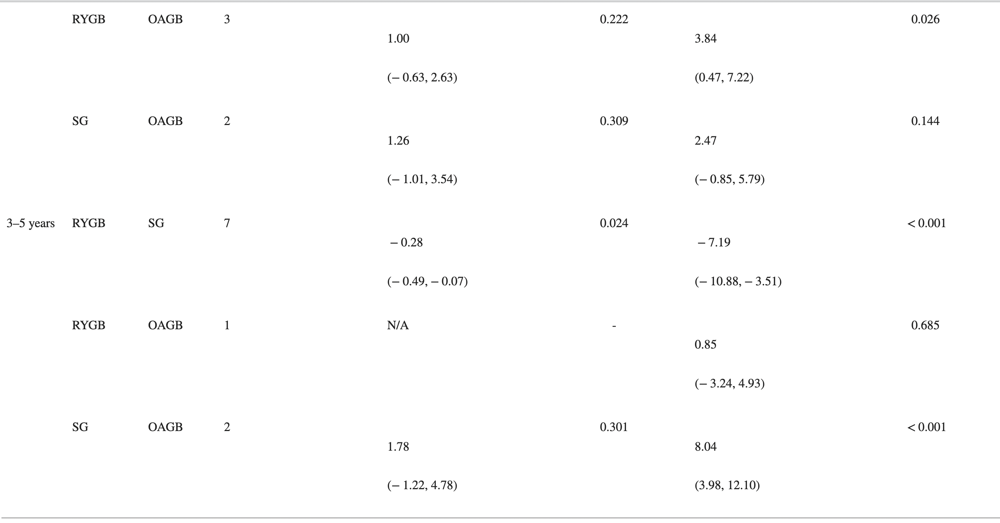 RYGB OAGB 3 0.222 0.026
1.00 3.84
(− 0.63, 2.63) (0.47, 7.22)
SG OAGB 2 0.309 0.144
1.26 2.47
(− 1.01, 3.54) (− 0.85, 5.79)
3–5 years RYGB SG 7 0.024 < 0.001
− 0.28 − 7.19
(− 0.49, − 0.07) (− 10.88, − 3.51)
RYGB OAGB 1 N/A - 0.685
0.85
(− 3.24, 4.93)
SG OAGB 2 0.301 < 0.001
1.78 8.04
(− 1.22, 4.78) (3.98, 12.10)